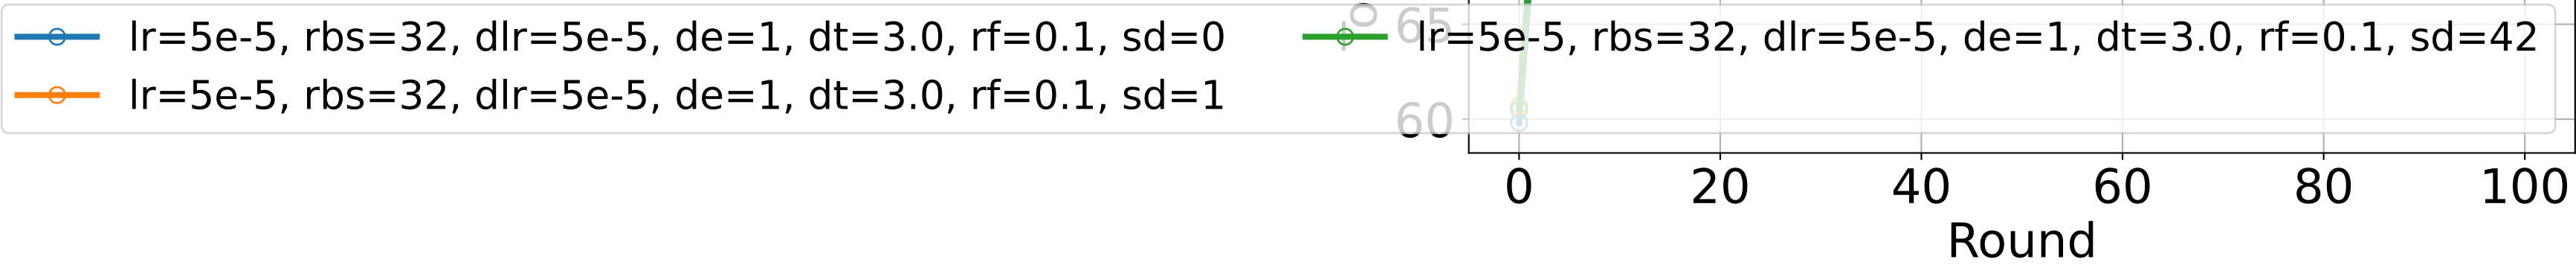 lr=5e-5, rbs=32, dlr=5e-5, de=1, dt=3.0, rf=0.1, sd=0
lr=5e-5, rbs=32, dlr=5e-5, de=1, dt=3.0, rf=0.1, sd=1
lr=5e-5, rbs=32, dlr=5e-5, de=1, dt=3.0, rf=0.1, sd=42
65
60
0 20 40 60 80 100
Round